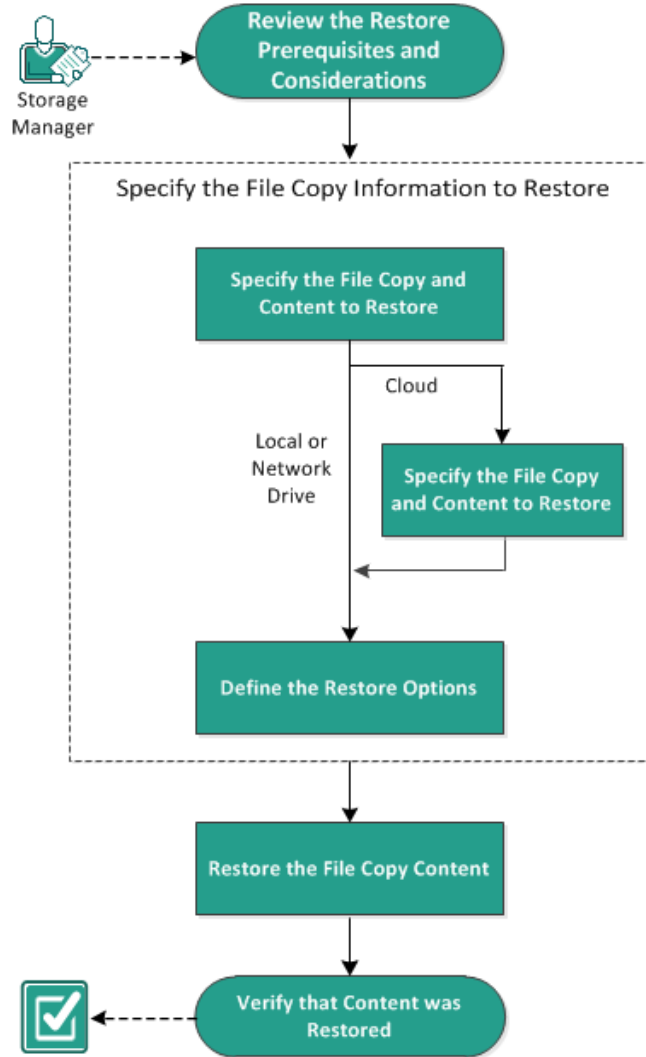 Review the Restore
Prerequisites and
Considerations
Storage
Manager
Specify the File Copy Information to Restore
Specify the File Copy and
Content to Restore
Cloud
Local or
Network
Drive
Specify the File Copy
and Content to Restore
Define the Restore Options
Restore the File Copy Content
Verify that Content was
Restored